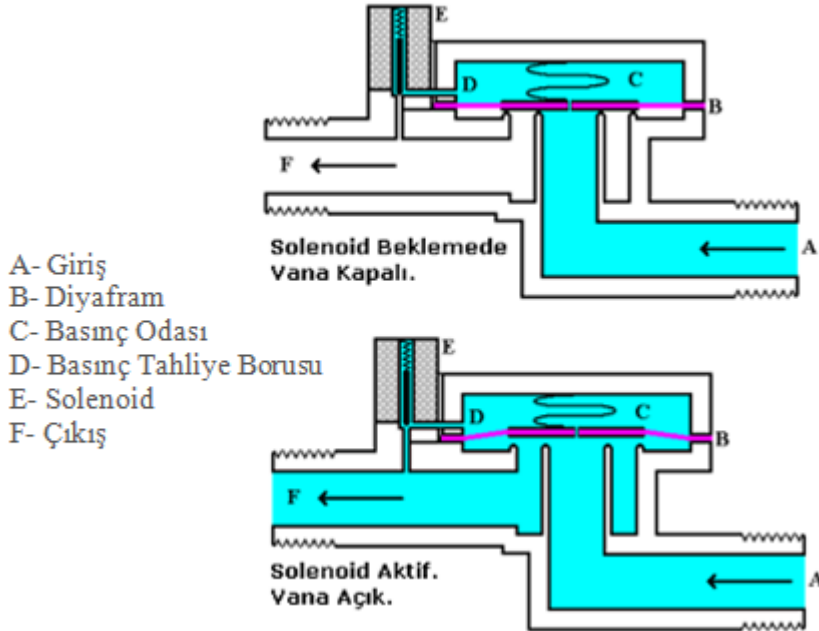 E
D
C
B
F
Solenoid Beklemede
Vana Kapalı.
A
A- Giriş
B- Diyafram
C- Basınç Odası
D- Basınç Tahliye Borusu
E- Solenoid
F- Çıkış
E
D
C
B
F
Solenoid Aktif.
Vana Açık.
A